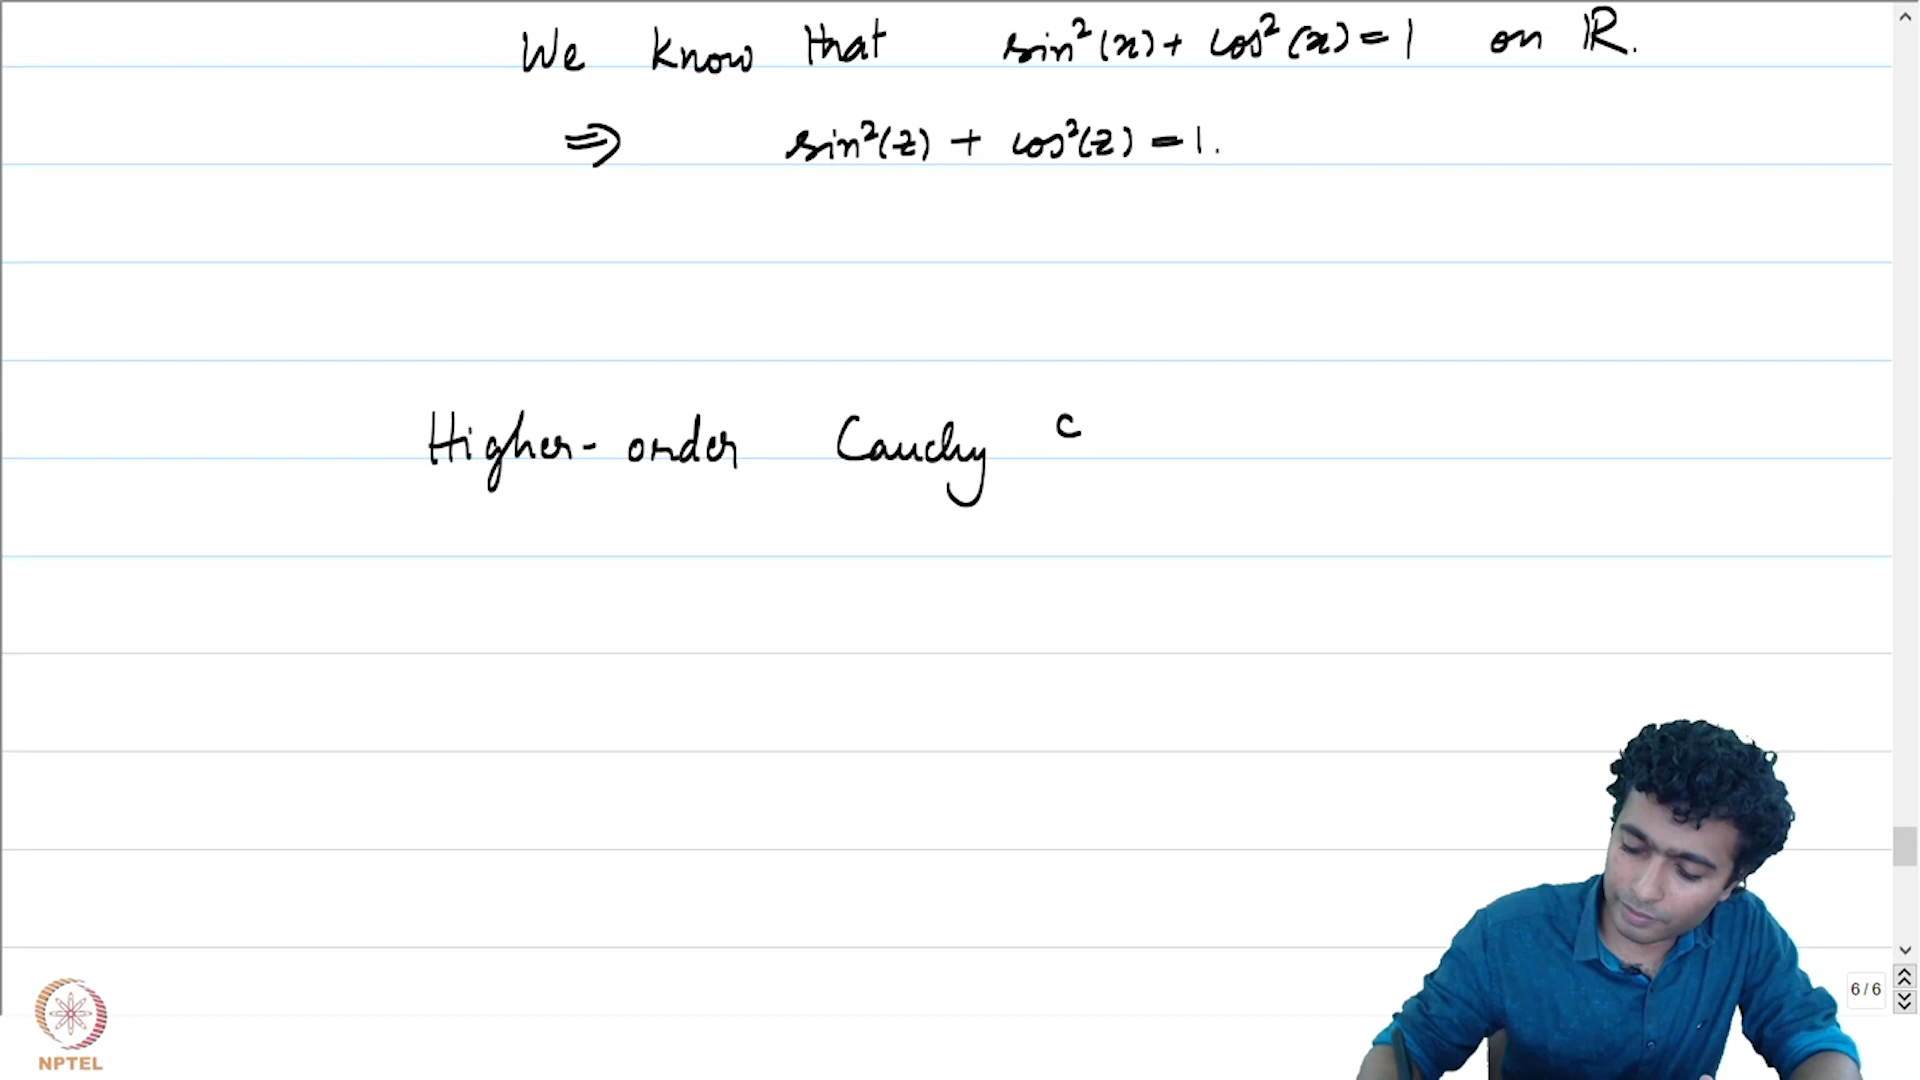 We know that sin²(x) + cos²(x) = 1 on ℝ.
⇒ sin²(z) + cos²(z) = 1.
Higher-order Cauchy c
6 / 6
NPTEL